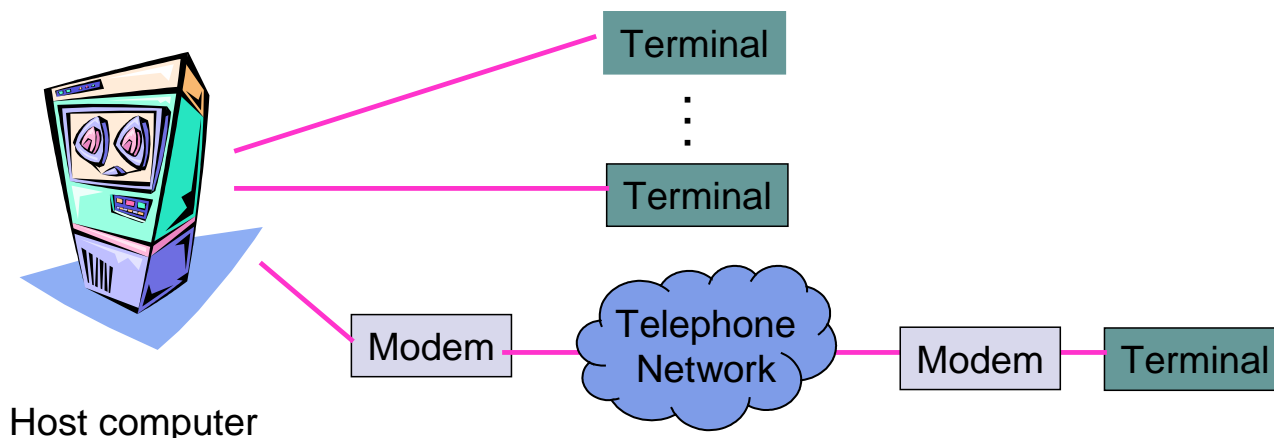 Terminal
Terminal
Modem
Telephone
Network
Modem
Terminal
Host computer